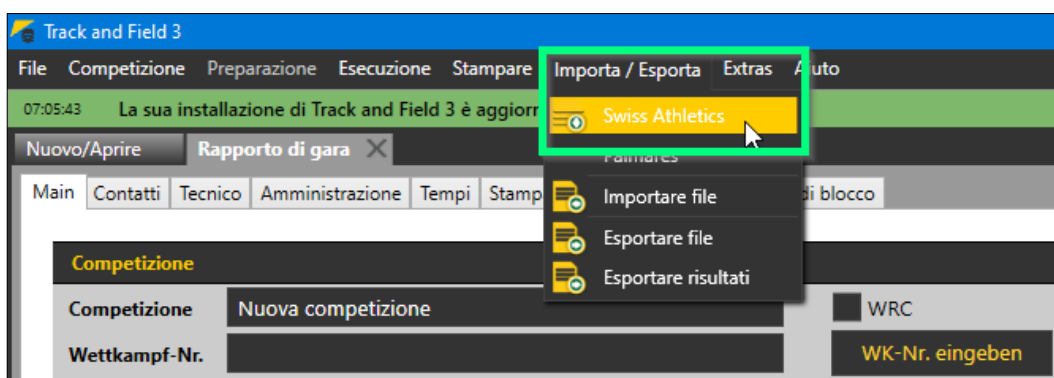 Track and Field 3
File Competizione Preparazione Esecuzione Stampare Importa / Esporta Extras Aiuto
07:05:43 La sua installazione di Track and Field 3 è aggiorn
Swiss Athletics
Nuovo/Aprire Rapporto di gara
Palmares
Main Contatti Tecnico Amministrazione Tempi Stamp di blocco
Importare file
Esportare file
Esportare risultati
Competizione
Competizione Nuova competizione WRC
Wettkampf-Nr. WK-Nr. eingeben